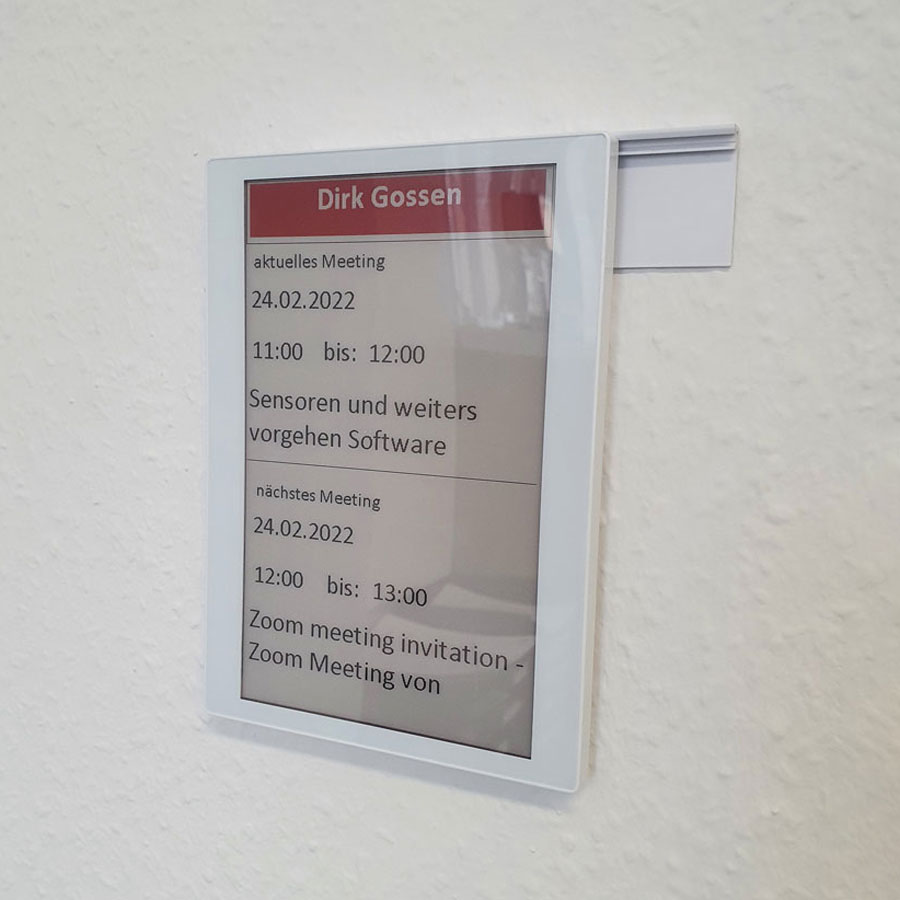 Dirk Gossen
aktuelles Meeting
24.02.2022
11:00 bis: 12:00
Sensoren und weiters
vorgehen Software
nächstes Meeting
24.02.2022
12:00 bis: 13:00
Zoom meeting invitation -
Zoom Meeting von